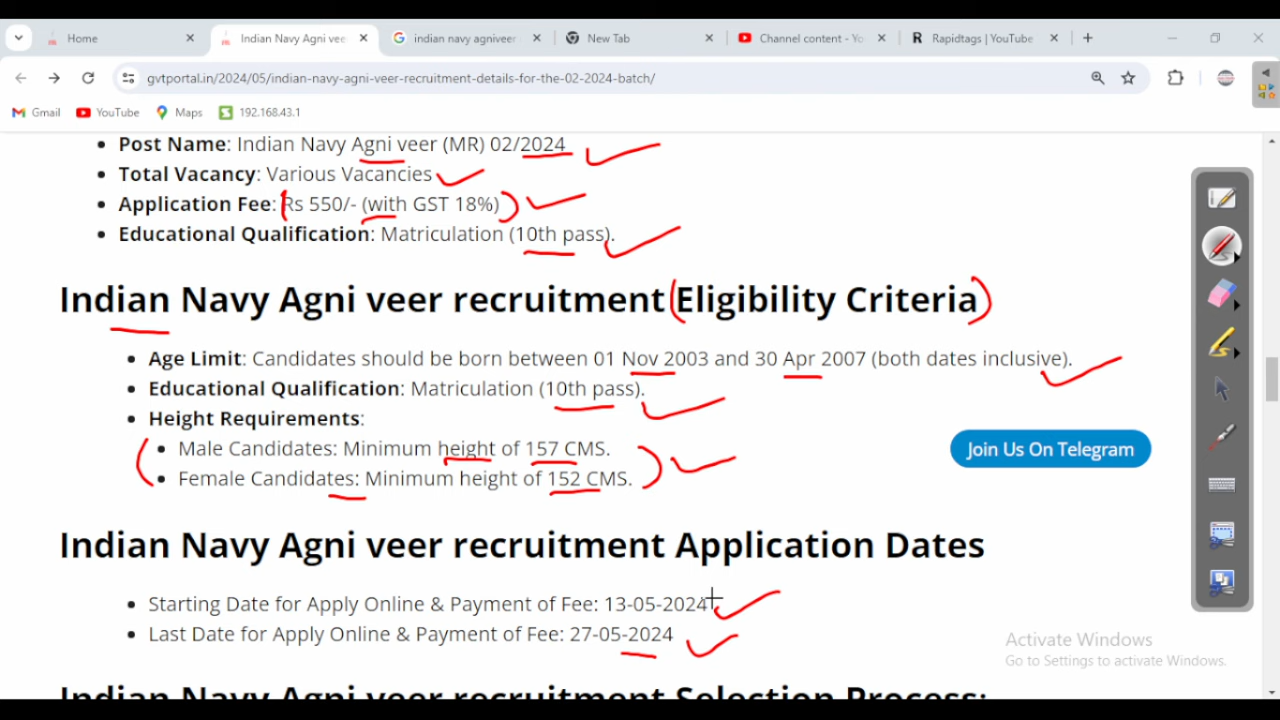 Home
Indian Navy Agni vee
indian navy agniveer
New Tab
Channel content - Yo
Rapidtags | YouTube
gvtportal.in/2024/05/indian-navy-agni-veer-recruitment-details-for-the-02-2024-batch/
Gmail
YouTube
Maps
192.168.43.1
Post Name: Indian Navy Agni veer (MR) 02/2024
Total Vacancy: Various Vacancies
Application Fee: Rs 550/- (with GST 18%)
Educational Qualification: Matriculation (10th pass).
Indian Navy Agni veer recruitment Eligibility Criteria
Age Limit: Candidates should be born between 01 Nov 2003 and 30 Apr 2007 (both dates inclusive).
Educational Qualification: Matriculation (10th pass).
Height Requirements:
Male Candidates: Minimum height of 157 CMS.
Female Candidates: Minimum height of 152 CMS.
Join Us On Telegram
Indian Navy Agni veer recruitment Application Dates
Starting Date for Apply Online & Payment of Fee: 13-05-2024
Last Date for Apply Online & Payment of Fee: 27-05-2024
Activate Windows
Go to Settings to activate Windows.
Indian Navy Agni veer recruitment Selection Process: